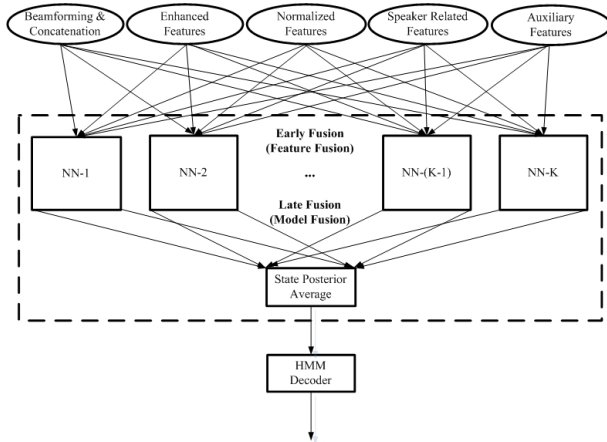 Beamforming &
Concatenation
Enhanced
Features
Normalized
Features
Speaker Related
Features
Auxiliary
Features
Early Fusion
(Feature Fusion)
NN-1
NN-2
...
NN-(K-1)
NN-K
Late Fusion
(Model Fusion)
State Posterior
Average
HMM
Decoder